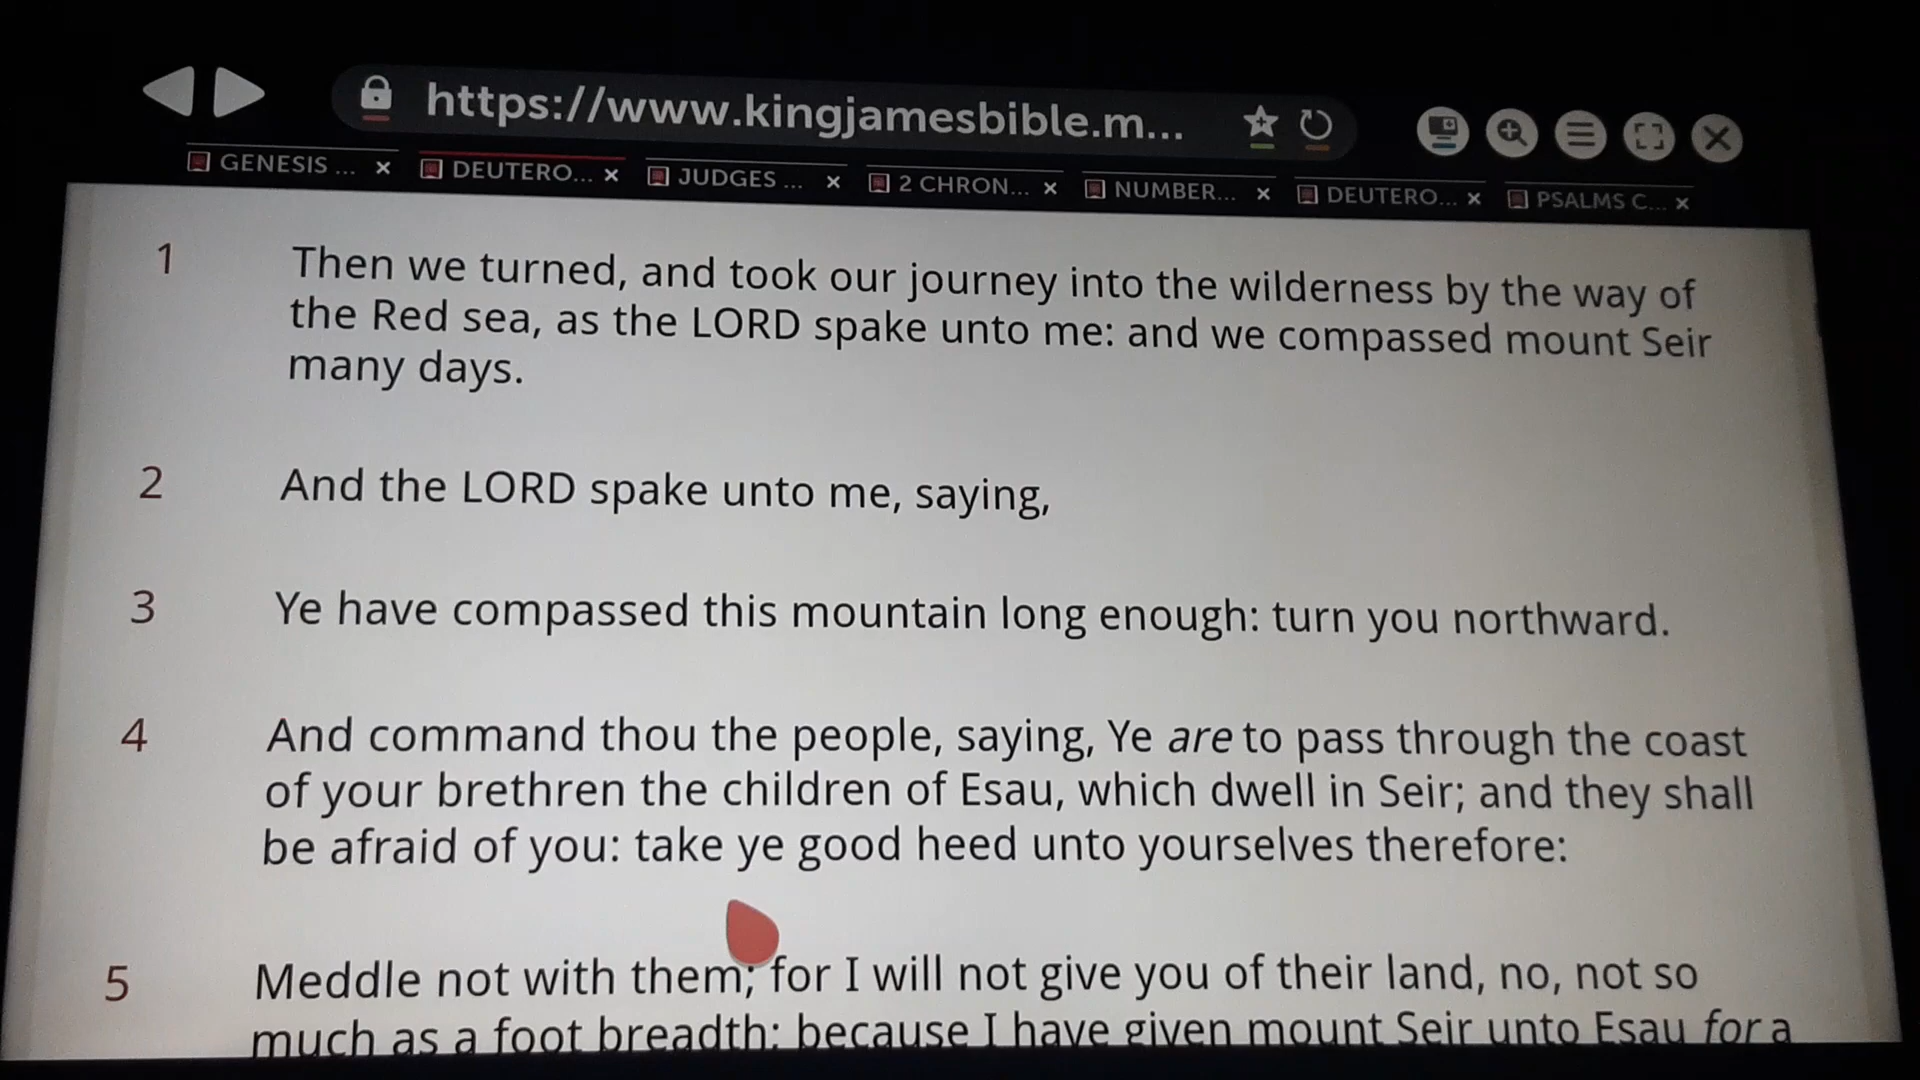 https://www.kingjamesbible.m...
GENESIS ... × DEUTERO... × JUDGES ... × 2 CHRON... × NUMBER... × DEUTERO... × PSALMS C... ×
1 Then we turned, and took our journey into the wilderness by the way of
the Red sea, as the LORD spake unto me: and we compassed mount Seir
many days.
2 And the LORD spake unto me, saying,
3 Ye have compassed this mountain long enough: turn you northward.
4 And command thou the people, saying, Ye are to pass through the coast
of your brethren the children of Esau, which dwell in Seir; and they shall
be afraid of you: take ye good heed unto yourselves therefore:
5 Meddle not with them; for I will not give you of their land, no, not so
much as a foot breadth; because I have given mount Seir unto Esau for a